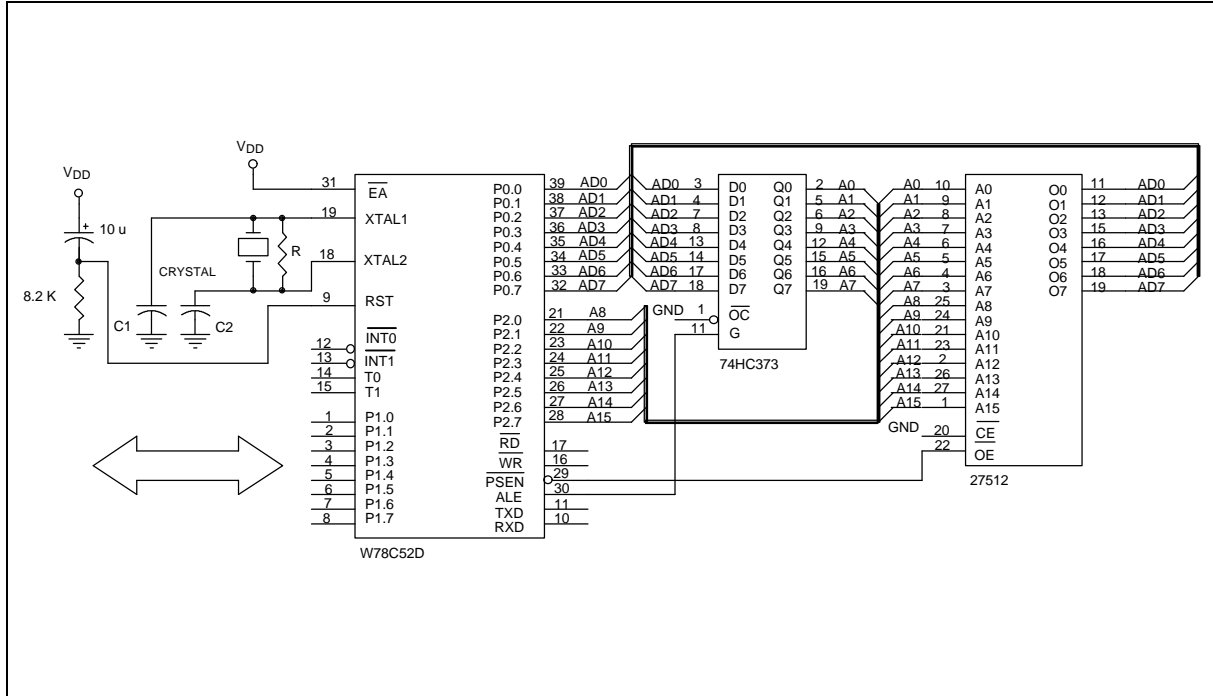 VDD
10 u
8.2 K
VDD
CRYSTAL
R
C1
C2
31 EA
19 XTAL1
18 XTAL2
9 RST
12 INT0
13 INT1
14 T0
15 T1
1 P1.0
2 P1.1
3 P1.2
4 P1.3
5 P1.4
6 P1.5
7 P1.6
8 P1.7
P0.0 39 AD0
P0.1 38 AD1
P0.2 37 AD2
P0.3 36 AD3
P0.4 35 AD4
P0.5 34 AD5
P0.6 33 AD6
P0.7 32 AD7
P2.0 21 A8
P2.1 22 A9
P2.2 23 A10
P2.3 24 A11
P2.4 25 A12
P2.5 26 A13
P2.6 27 A14
P2.7 28 A15
RD 17
WR 16
PSEN 29
ALE 30
TXD 11
RXD 10
W78C52D
AD0 3 D0 Q0 2 A0
AD1 4 D1 Q1 5 A1
AD2 7 D2 Q2 6 A2
AD3 8 D3 Q3 9 A3
AD4 13 D4 Q4 12 A4
AD5 14 D5 Q5 15 A5
AD6 17 D6 Q6 16 A6
AD7 18 D7 Q7 19 A7
GND 1 OC
11 G
74HC373
A0 10 A0
A1 9 A1
A2 8 A2
A3 7 A3
A4 6 A4
A5 5 A5
A6 4 A6
A7 3 A7
A8 25 A8
A9 24 A9
A10 21 A10
A11 23 A11
A12 2 A12
A13 26 A13
A14 27 A14
A15 1 A15
GND 20 CE
22 OE
O0 11 AD0
O1 12 AD1
O2 13 AD2
O3 15 AD3
O4 16 AD4
O5 17 AD5
O6 18 AD6
O7 19 AD7
27512